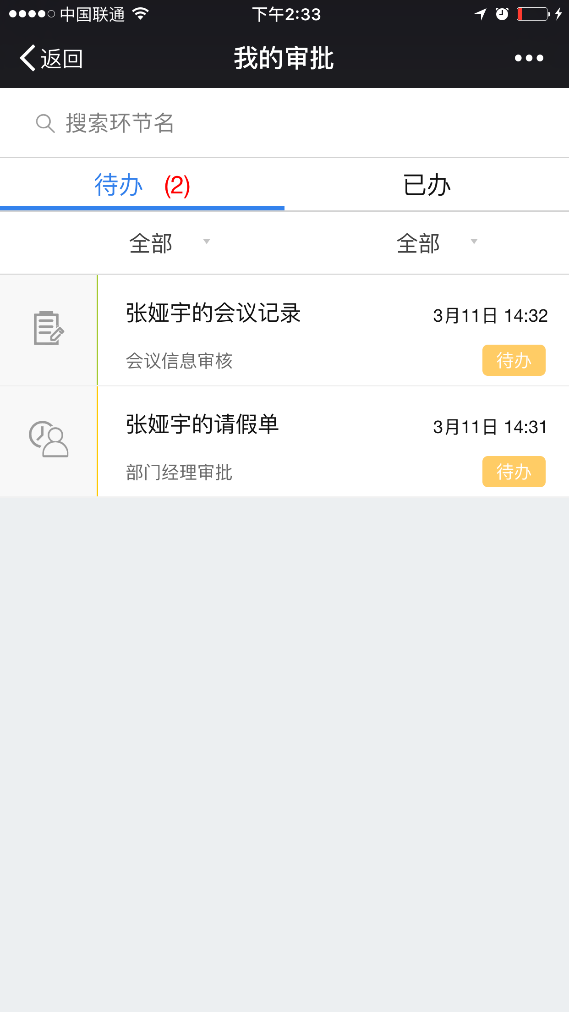 中国联通 下午2:33
返回 我的审批
搜索环节名
待办 (2) 已办
全部 全部
张娅宇的会议记录 3月11日 14:32
会议信息审核 待办
张娅宇的请假单 3月11日 14:31
部门经理审批 待办